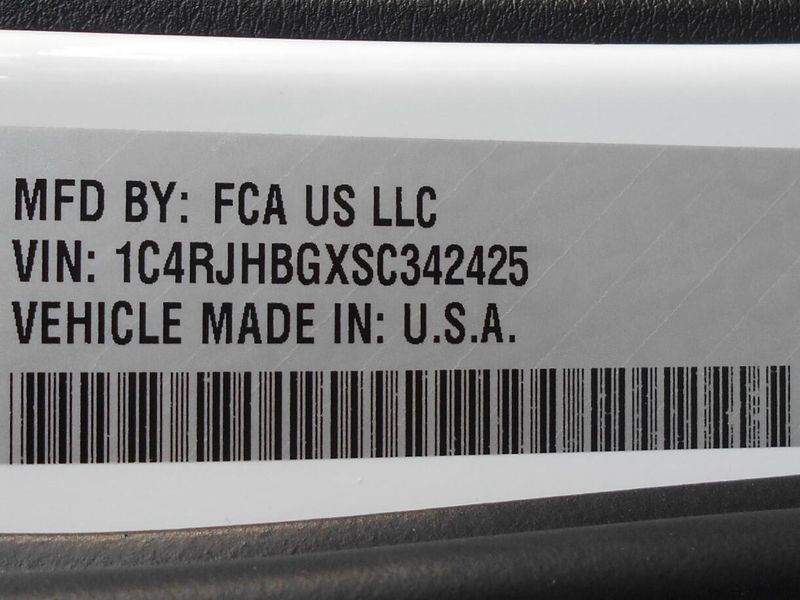 MFD BY: FCA US LLC
VIN: 1C4RJHBGXSC342425
VEHICLE MADE IN: U.S.A.